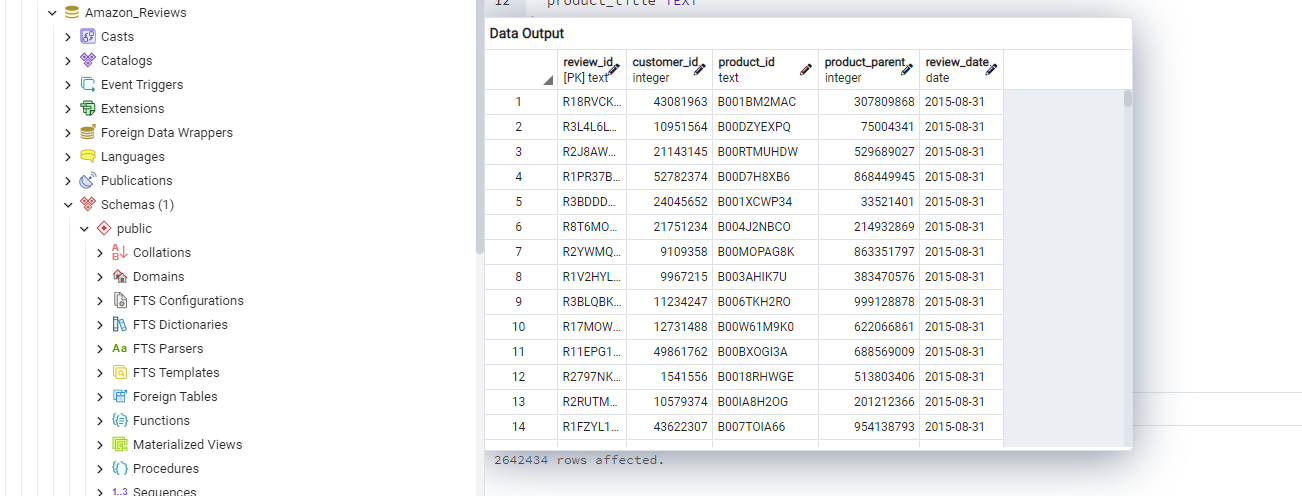 Amazon_Reviews
Casts
Catalogs
Event Triggers
Extensions
Foreign Data Wrappers
Languages
Publications
Schemas (1)
public
Collations
Domains
FTS Configurations
FTS Dictionaries
Aa FTS Parsers
FTS Templates
Foreign Tables
Functions
Materialized Views
Procedures
1..3 Sequences
12 product_title TEXT
Data Output
review_id customer_id product_id product_parent review_date
[PK] text integer text integer date
1 R18RVCK... 43081963 B001BM2MAC 307809868 2015-08-31
2 R3L4L6L... 10951564 B00DZYEXPQ 75004341 2015-08-31
3 R2J8AW... 21143145 B00RTMUHDW 529689027 2015-08-31
4 R1PR37B... 52782374 B00D7H8XB6 868449945 2015-08-31
5 R3BDDD... 24045652 B001XCWP34 33521401 2015-08-31
6 R8T6MO... 21751234 B004J2NBCO 214932869 2015-08-31
7 R2YWMQ... 9109358 B00MOPAG8K 863351797 2015-08-31
8 R1V2HYL... 9967215 B003AHIK7U 383470576 2015-08-31
9 R3BLQBK... 11234247 B006TKH2RO 999128878 2015-08-31
10 R17MOW... 12731488 B00W61M9K0 622066861 2015-08-31
11 R11EPG1... 49861762 B00BXOGI3A 688569009 2015-08-31
12 R2797NK... 1541556 B0018RHWGE 513803406 2015-08-31
13 R2RUTM... 10579374 B00IA8H2OG 201212366 2015-08-31
14 R1FZYL1... 43622307 B007TOIA66 954138793 2015-08-31
2642434 rows affected.